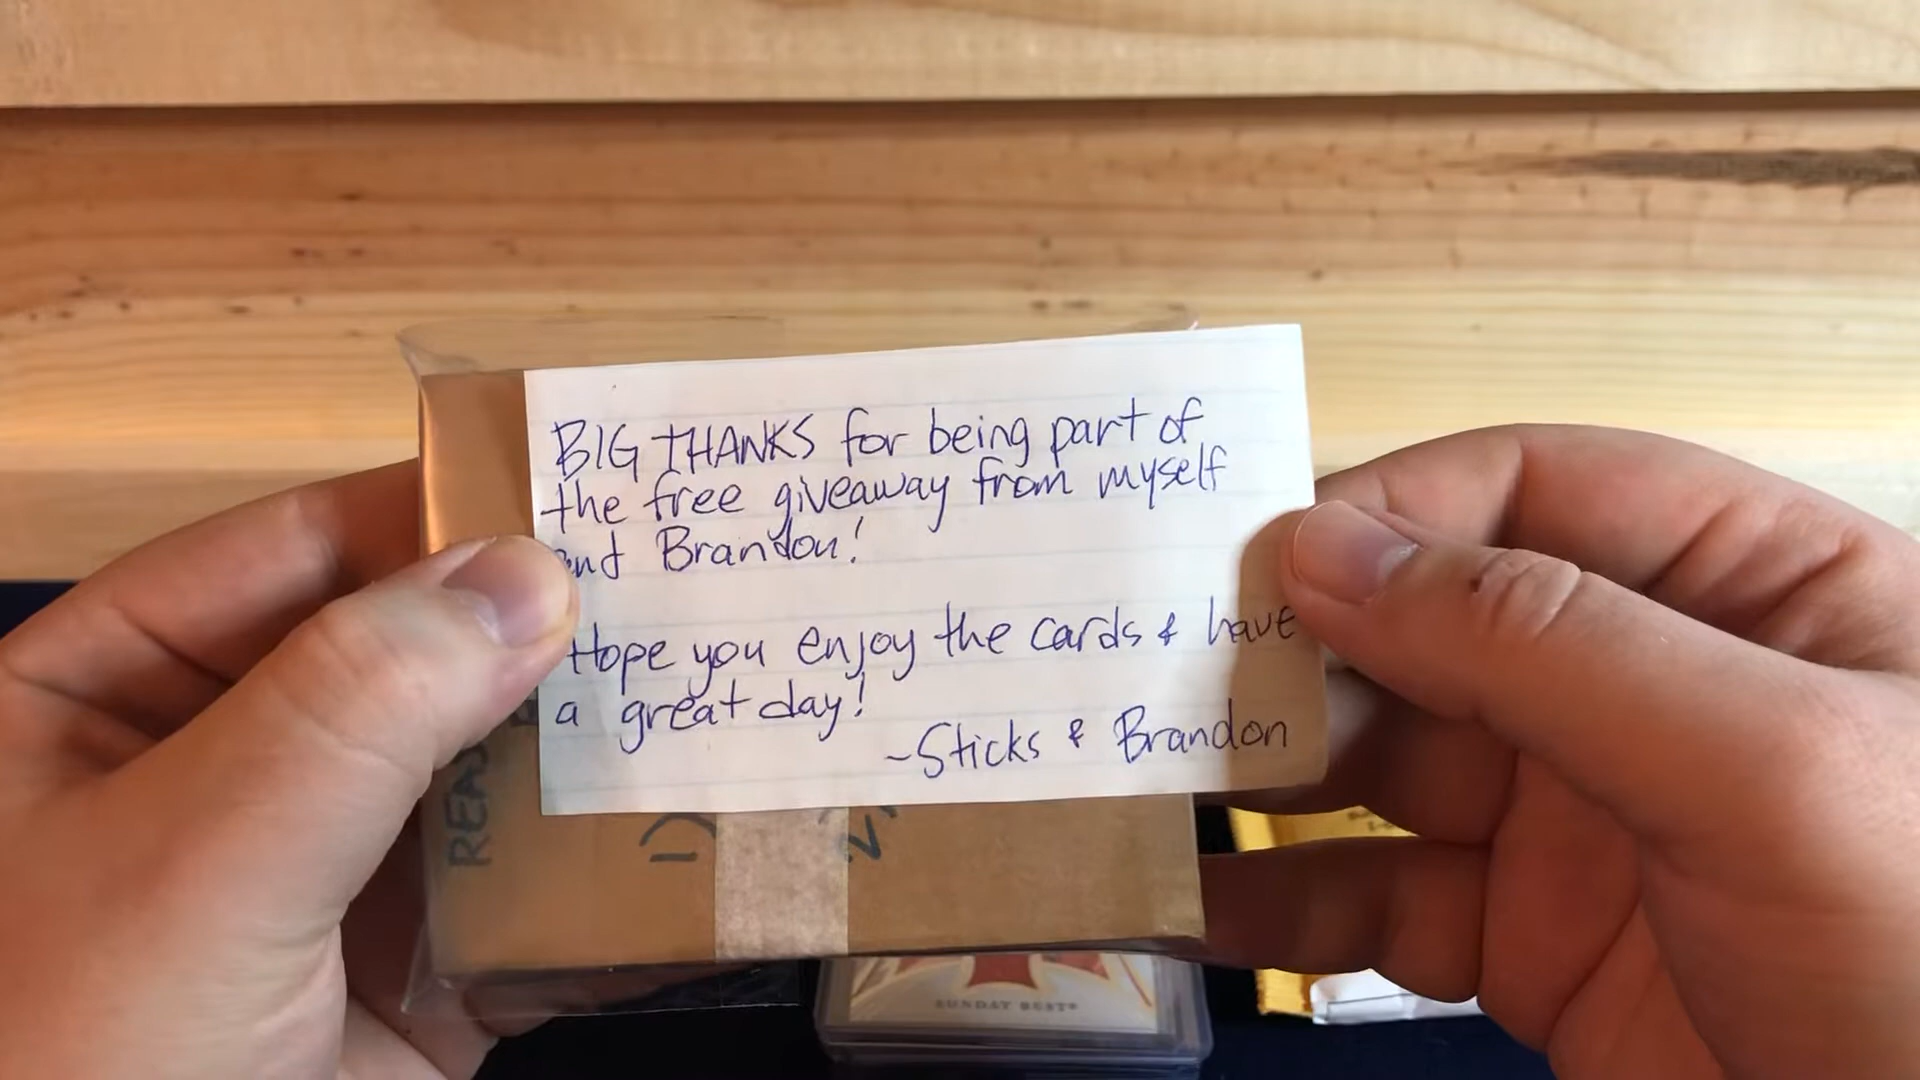 BIG THANKS for being part of
the free giveaway from myself
and Brandon!
Hope you enjoy the cards & have
a great day!
~Sticks & Brandon
REAS
SUNDAY BEST